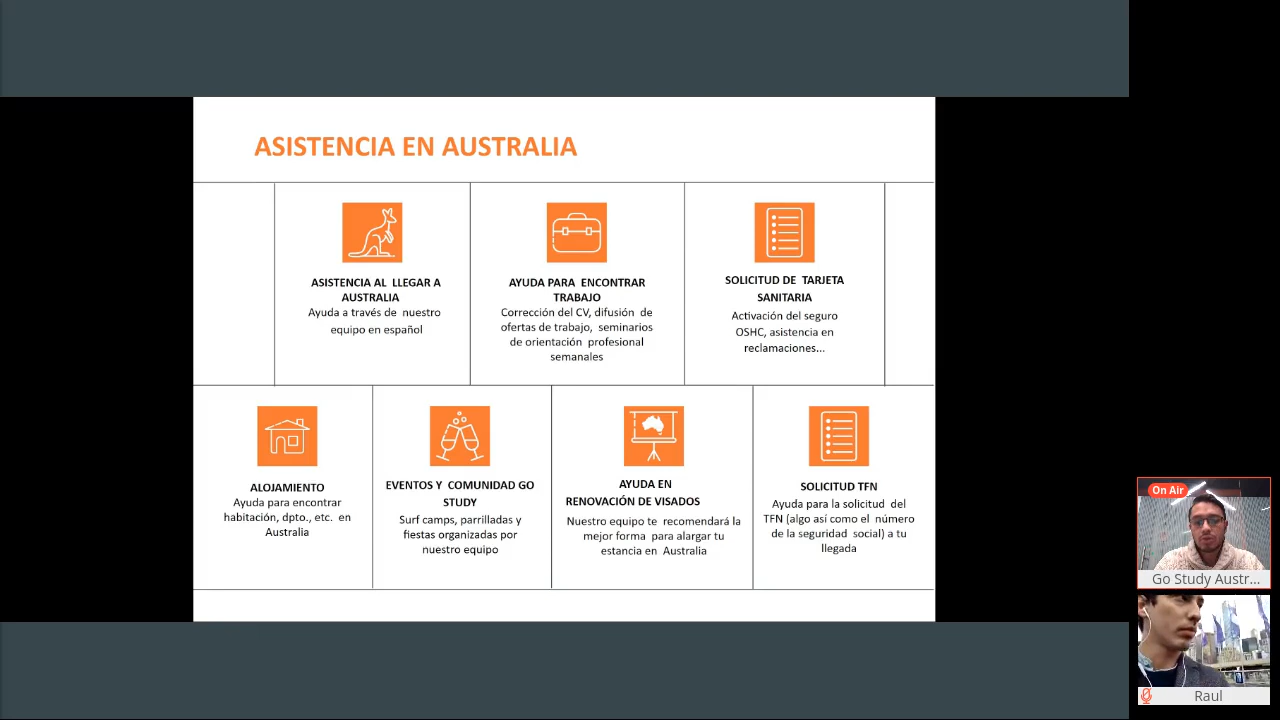 ASISTENCIA EN AUSTRALIA
ASISTENCIA AL LLEGAR A
AUSTRALIA
Ayuda a través de nuestro
equipo en español
AYUDA PARA ENCONTRAR
TRABAJO
Corrección del CV, difusión de
ofertas de trabajo, seminarios
de orientación profesional
semanales
SOLICITUD DE TARJETA
SANITARIA
Activación del seguro
OSHC, asistencia en
reclamaciones...
ALOJAMIENTO
Ayuda para encontrar
habitación, dpto., etc. en
Australia
EVENTOS Y COMUNIDAD GO
STUDY
Surf camps, parrilladas y
fiestas organizadas por
nuestro equipo
AYUDA EN
RENOVACIÓN DE VISADOS
Nuestro equipo te recomendará la
mejor forma para alargar tu
estancia en Australia
SOLICITUD TFN
Ayuda para la solicitud del
TFN (algo así como el número
de la seguridad social) a tu
llegada
On Air
Go Study Austr...
Raul